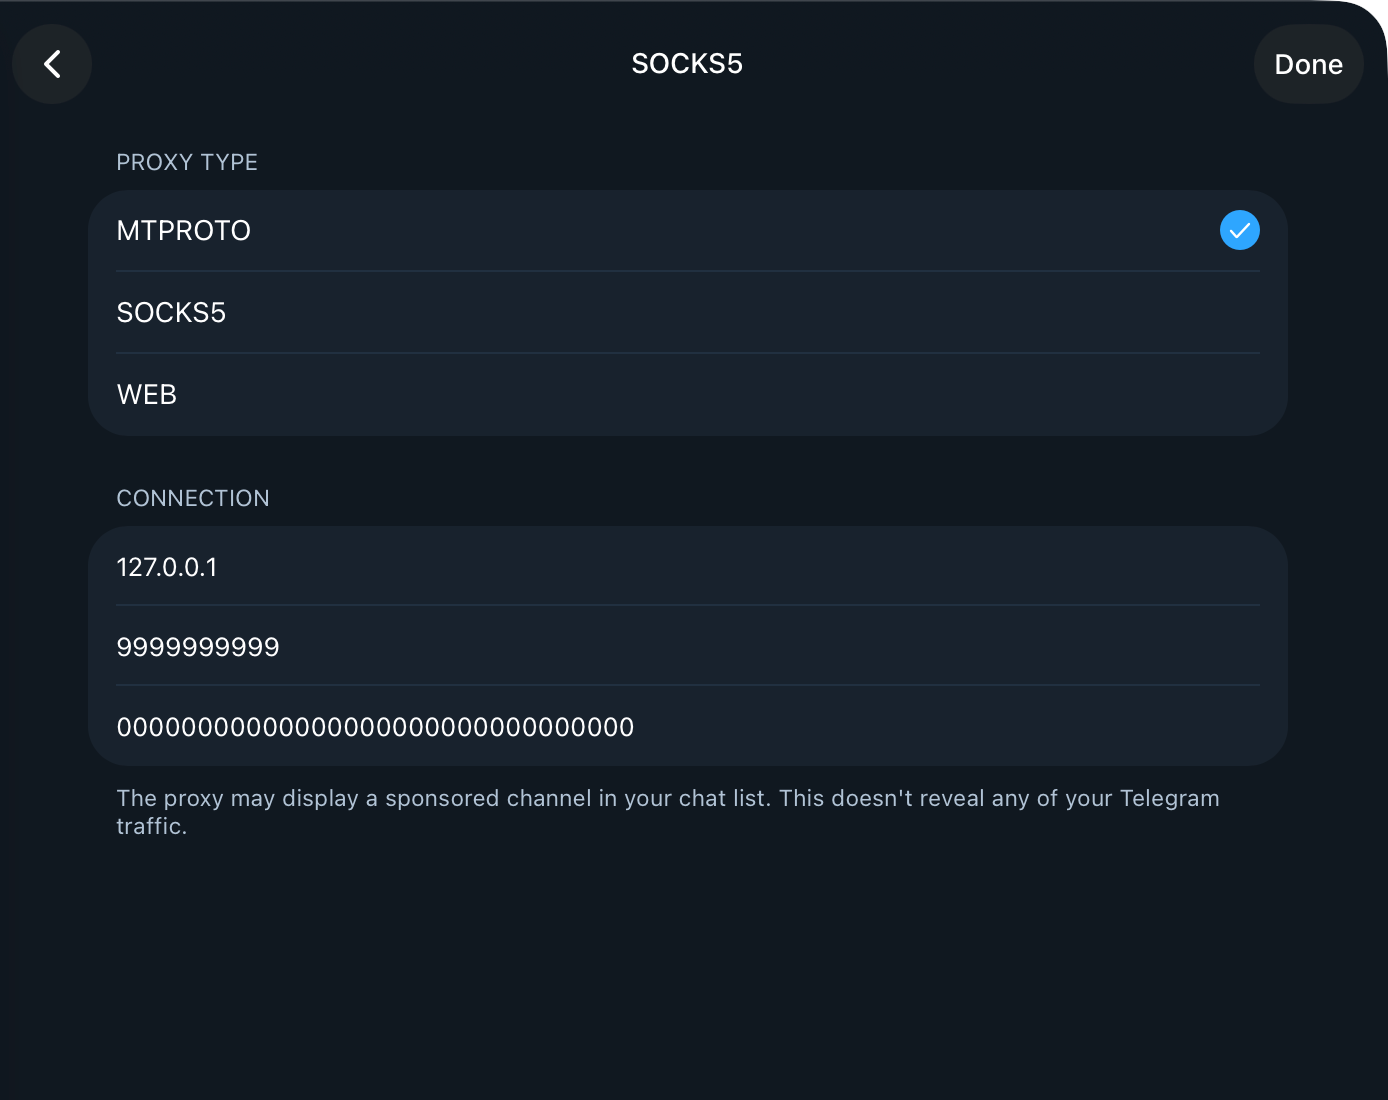 SOCKS5
Done
PROXY TYPE
MTPROTO
SOCKS5
WEB
CONNECTION
127.0.0.1
9999999999
00000000000000000000000000000000
The proxy may display a sponsored channel in your chat list. This doesn't reveal any of your Telegram
traffic.